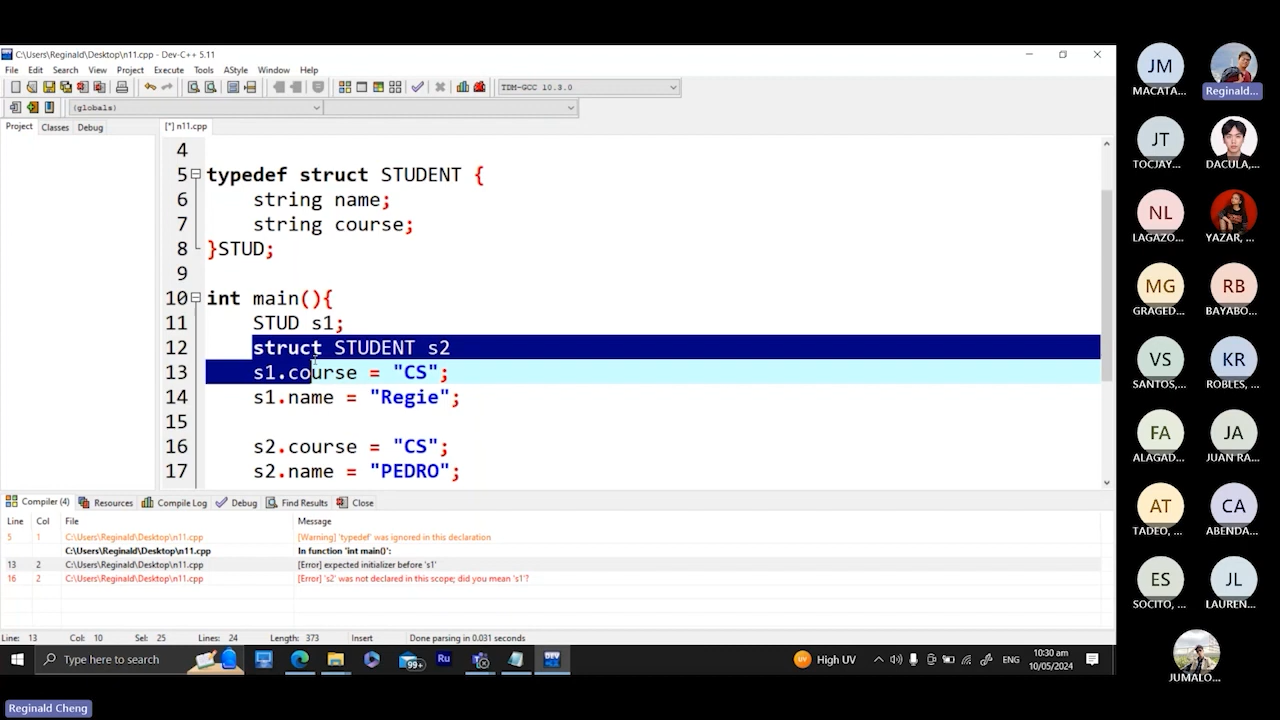 C:\Users\Reginald\Desktop\n11.cpp - Dev-C++ 5.11
File Edit Search View Project Execute Tools AStyle Window Help
TDM-GCC 10.3.0
(globals)
Project Classes Debug
[*] n11.cpp
4
5 typedef struct STUDENT {
6 string name;
7 string course;
8 }STUD;
9
10 int main(){
11 STUD s1;
12 struct STUDENT s2
13 s1.course = "CS";
14 s1.name = "Regie";
15
16 s2.course = "CS";
17 s2.name = "PEDRO";
Compiler (4) Resources Compile Log Debug Find Results Close
Line Col File Message
5 1 C:\Users\Reginald\Desktop\n11.cpp [Warning] 'typedef' was ignored in this declaration
C:\Users\Reginald\Desktop\n11.cpp In function 'int main()':
13 2 C:\Users\Reginald\Desktop\n11.cpp [Error] expected initializer before 's1'
16 2 C:\Users\Reginald\Desktop\n11.cpp [Error] 's2' was not declared in this scope; did you mean 's1'?
Line: 13 Col: 10 Sel: 25 Lines: 24 Length: 373 Insert Done parsing in 0.031 seconds
Type here to search
99+
Ru
DEV
UV High UV
ENG
10:30 am
10/05/2024
Reginald Cheng
JM
MACATA...
Reginald...
JT
TOCJAY...
DACULA,...
NL
LAGAZO...
YAZAR, ...
MG
GRAGED...
RB
BAYABO...
VS
SANTOS,...
KR
ROBLES, ...
FA
ALAGAD...
JA
JUAN RA...
AT
TADEO, ...
CA
ABENDA...
ES
SOCITO, ...
JL
LAUREN...
JUMALO...